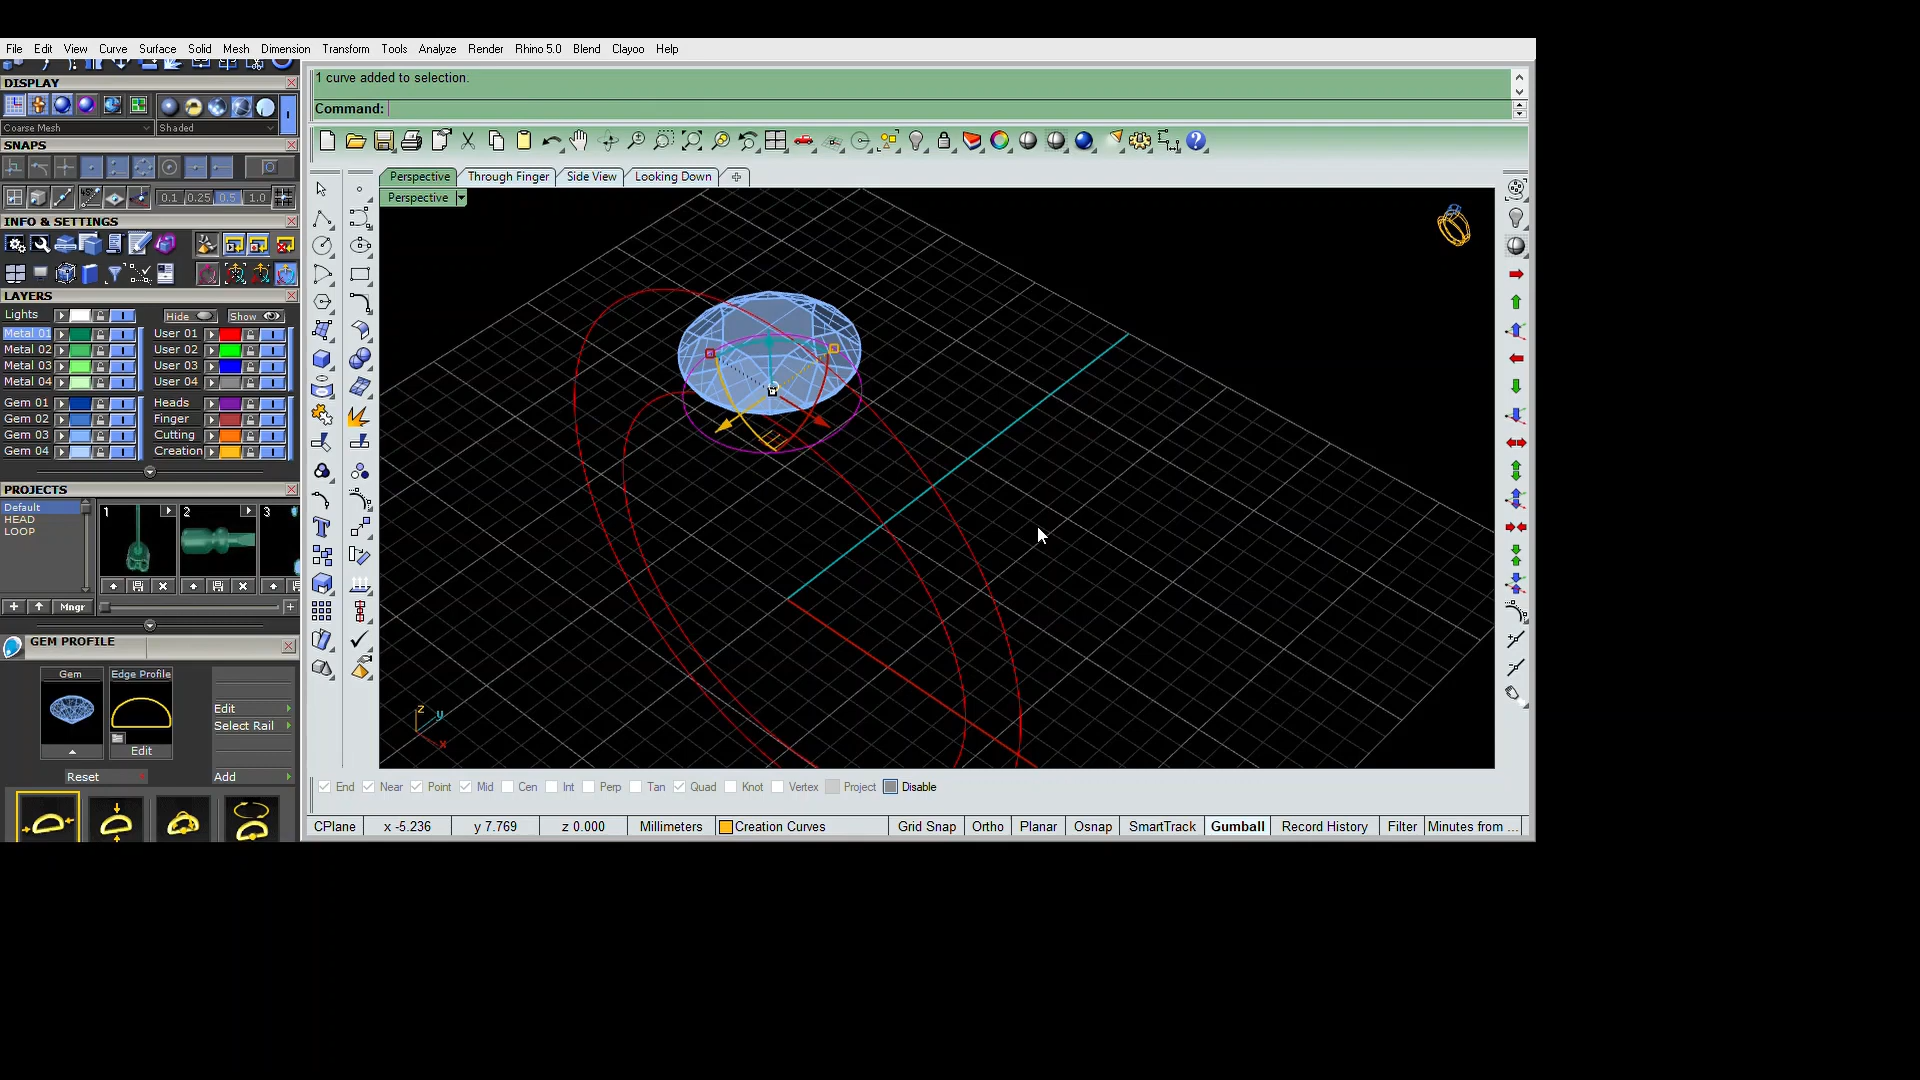 File Edit View Curve Surface Solid Mesh Dimension Transform Tools Analyze Render Rhino 5.0 Blend Clayoo Help
1 curve added to selection.
Command:
DISPLAY
Coarse Mesh Shaded
SNAPS
0.1 0.25 0.5 1.0
INFO & SETTINGS
LAYERS
Lights Hide Show
Metal 01 User 01
Metal 02 User 02
Metal 03 User 03
Metal 04 User 04
Gem 01 Heads
Gem 02 Finger
Gem 03 Cutting
Gem 04 Creation
PROJECTS
Default
HEAD
LOOP
1 2 3
Mngr
GEM PROFILE
Gem Edge Profile
Edit
Select Rail
Edit
Reset Add
Perspective Through Finger Side View Looking Down
Perspective
z y x
End Near Point Mid Cen Int Perp Tan Quad Knot Vertex Project Disable
CPlane x -5.236 y 7.769 z 0.000 Millimeters Creation Curves Grid Snap Ortho Planar Osnap SmartTrack Gumball Record History Filter Minutes from ...